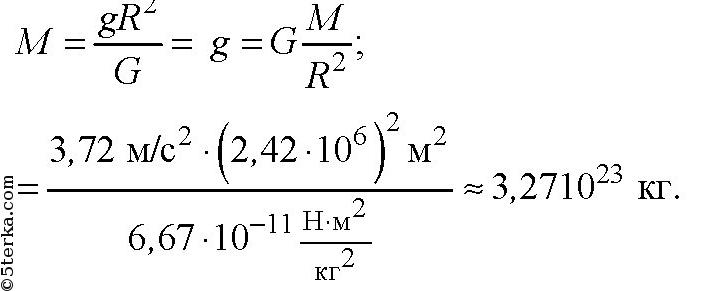 M = gR²/G = g = G M/R²;
= 3,72 м/с² · (2,42 · 10⁶)² м² / 6,67 · 10⁻¹¹ Н·м²/кг² ≈ 3,2710²³ кг.
©5terka.com